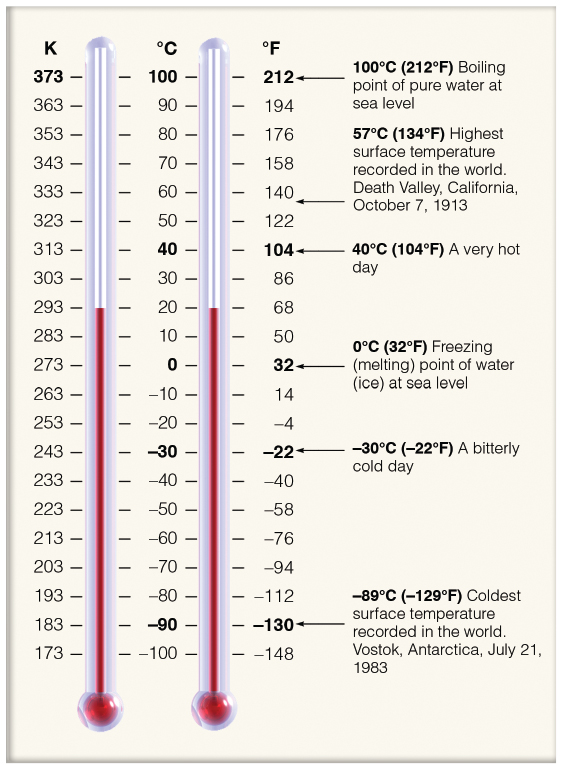 K °C °F
373 – – 100 – – 212
363 – – 90 – – 194
353 – – 80 – – 176
343 – – 70 – – 158
333 – – 60 – – 140
323 – – 50 – – 122
313 – – 40 – – 104
303 – – 30 – – 86
293 – – 20 – – 68
283 – – 10 – – 50
273 – – 0 – – 32
263 – – –10 – – 14
253 – – –20 – – –4
243 – – –30 – – –22
233 – – –40 – – –40
223 – – –50 – – –58
213 – – –60 – – –76
203 – – –70 – – –94
193 – – –80 – – –112
183 – – –90 – – –130
173 – – –100 – – –148
100°C (212°F) Boiling
point of pure water at
sea level
57°C (134°F) Highest
surface temperature
recorded in the world.
Death Valley, California,
October 7, 1913
40°C (104°F) A very hot
day
0°C (32°F) Freezing
(melting) point of water
(ice) at sea level
–30°C (–22°F) A bitterly
cold day
–89°C (–129°F) Coldest
surface temperature
recorded in the world.
Vostok, Antarctica, July 21,
1983